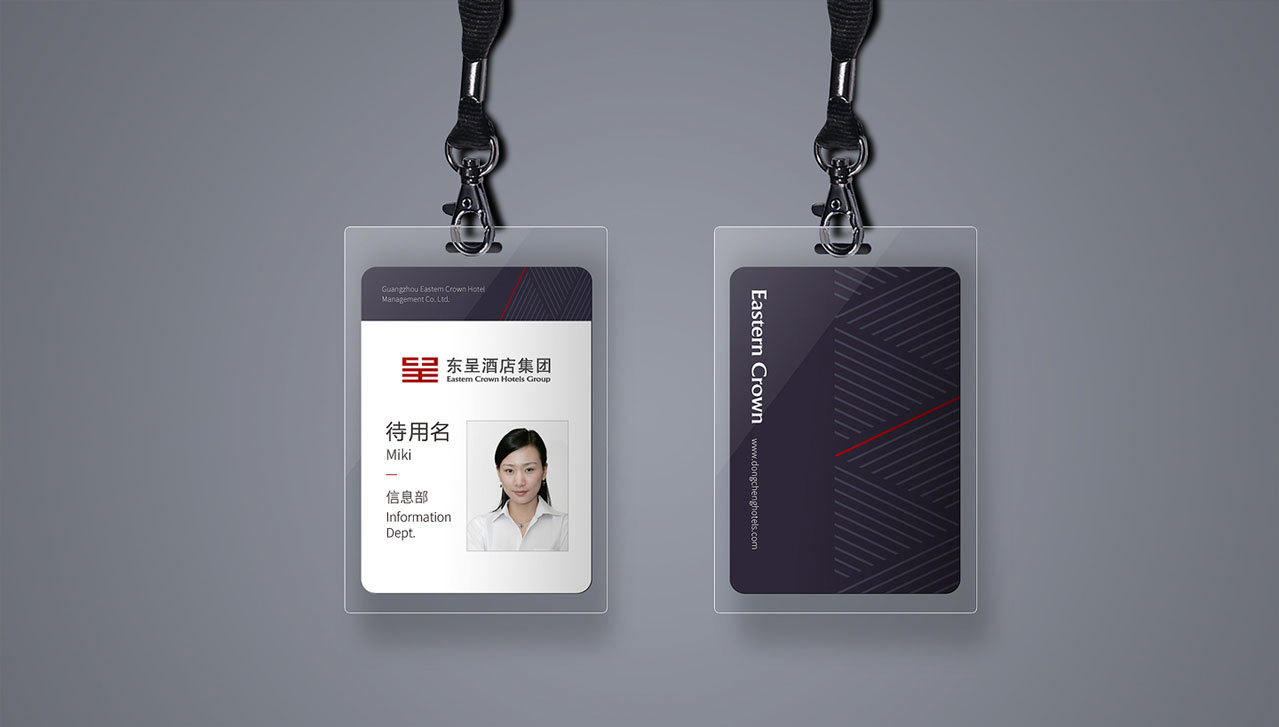 Guangzhou Eastern Crown Hotel
Management Co. Ltd.
东呈酒店集团
Eastern Crown Hotels Group
待用名
Miki
信息部
Information
Dept.
Eastern Crown
www.dongchenghotels.com